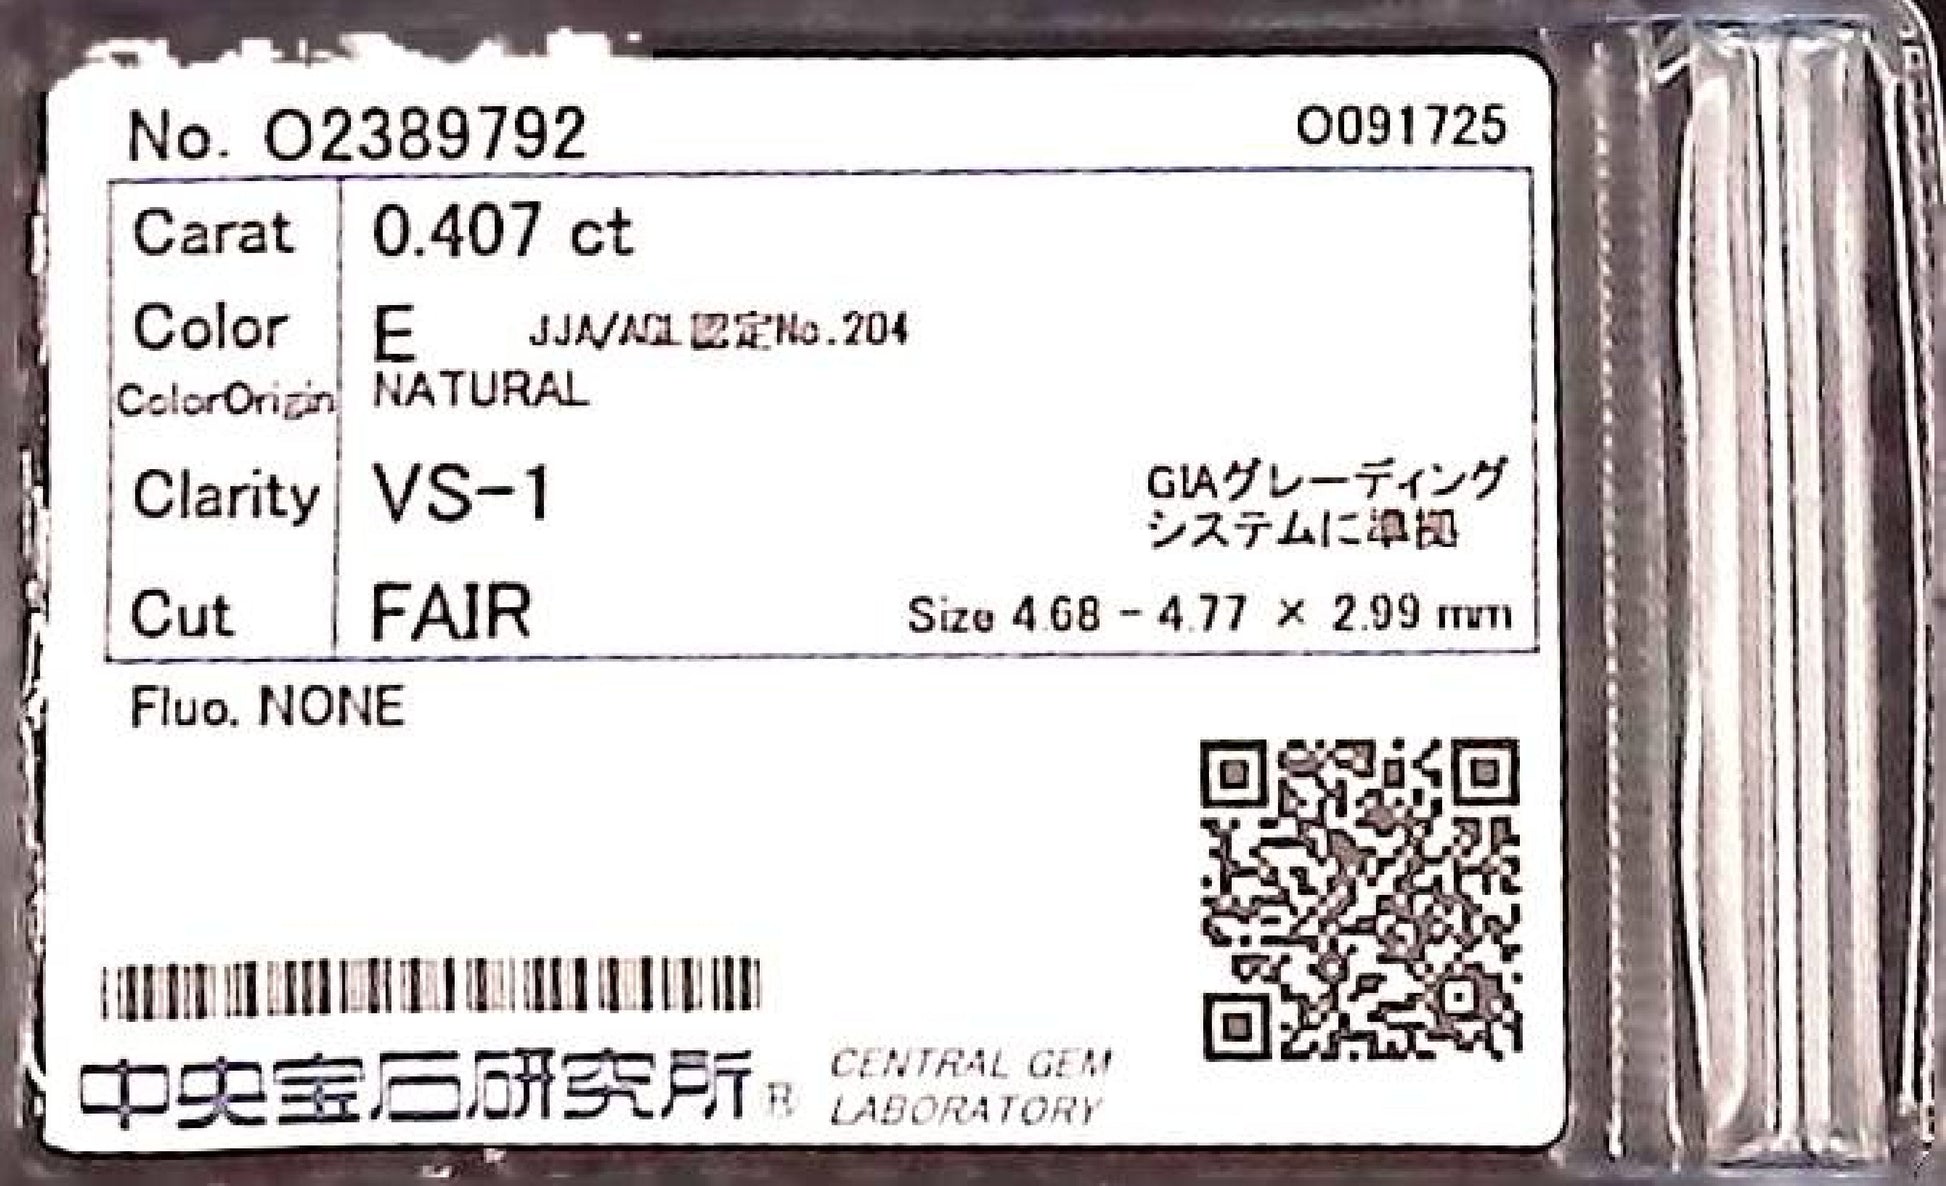 No. O2389792
O091725
Carat 0.407 ct
Color E JJA/AGL認定No.204
ColorOrigin NATURAL
Clarity VS-1
GIAグレーディング
システムに準拠
Cut FAIR Size 4.68 - 4.77 × 2.99 mm
Fluo. NONE
中央宝石研究所®
CENTRAL GEM
LABORATORY